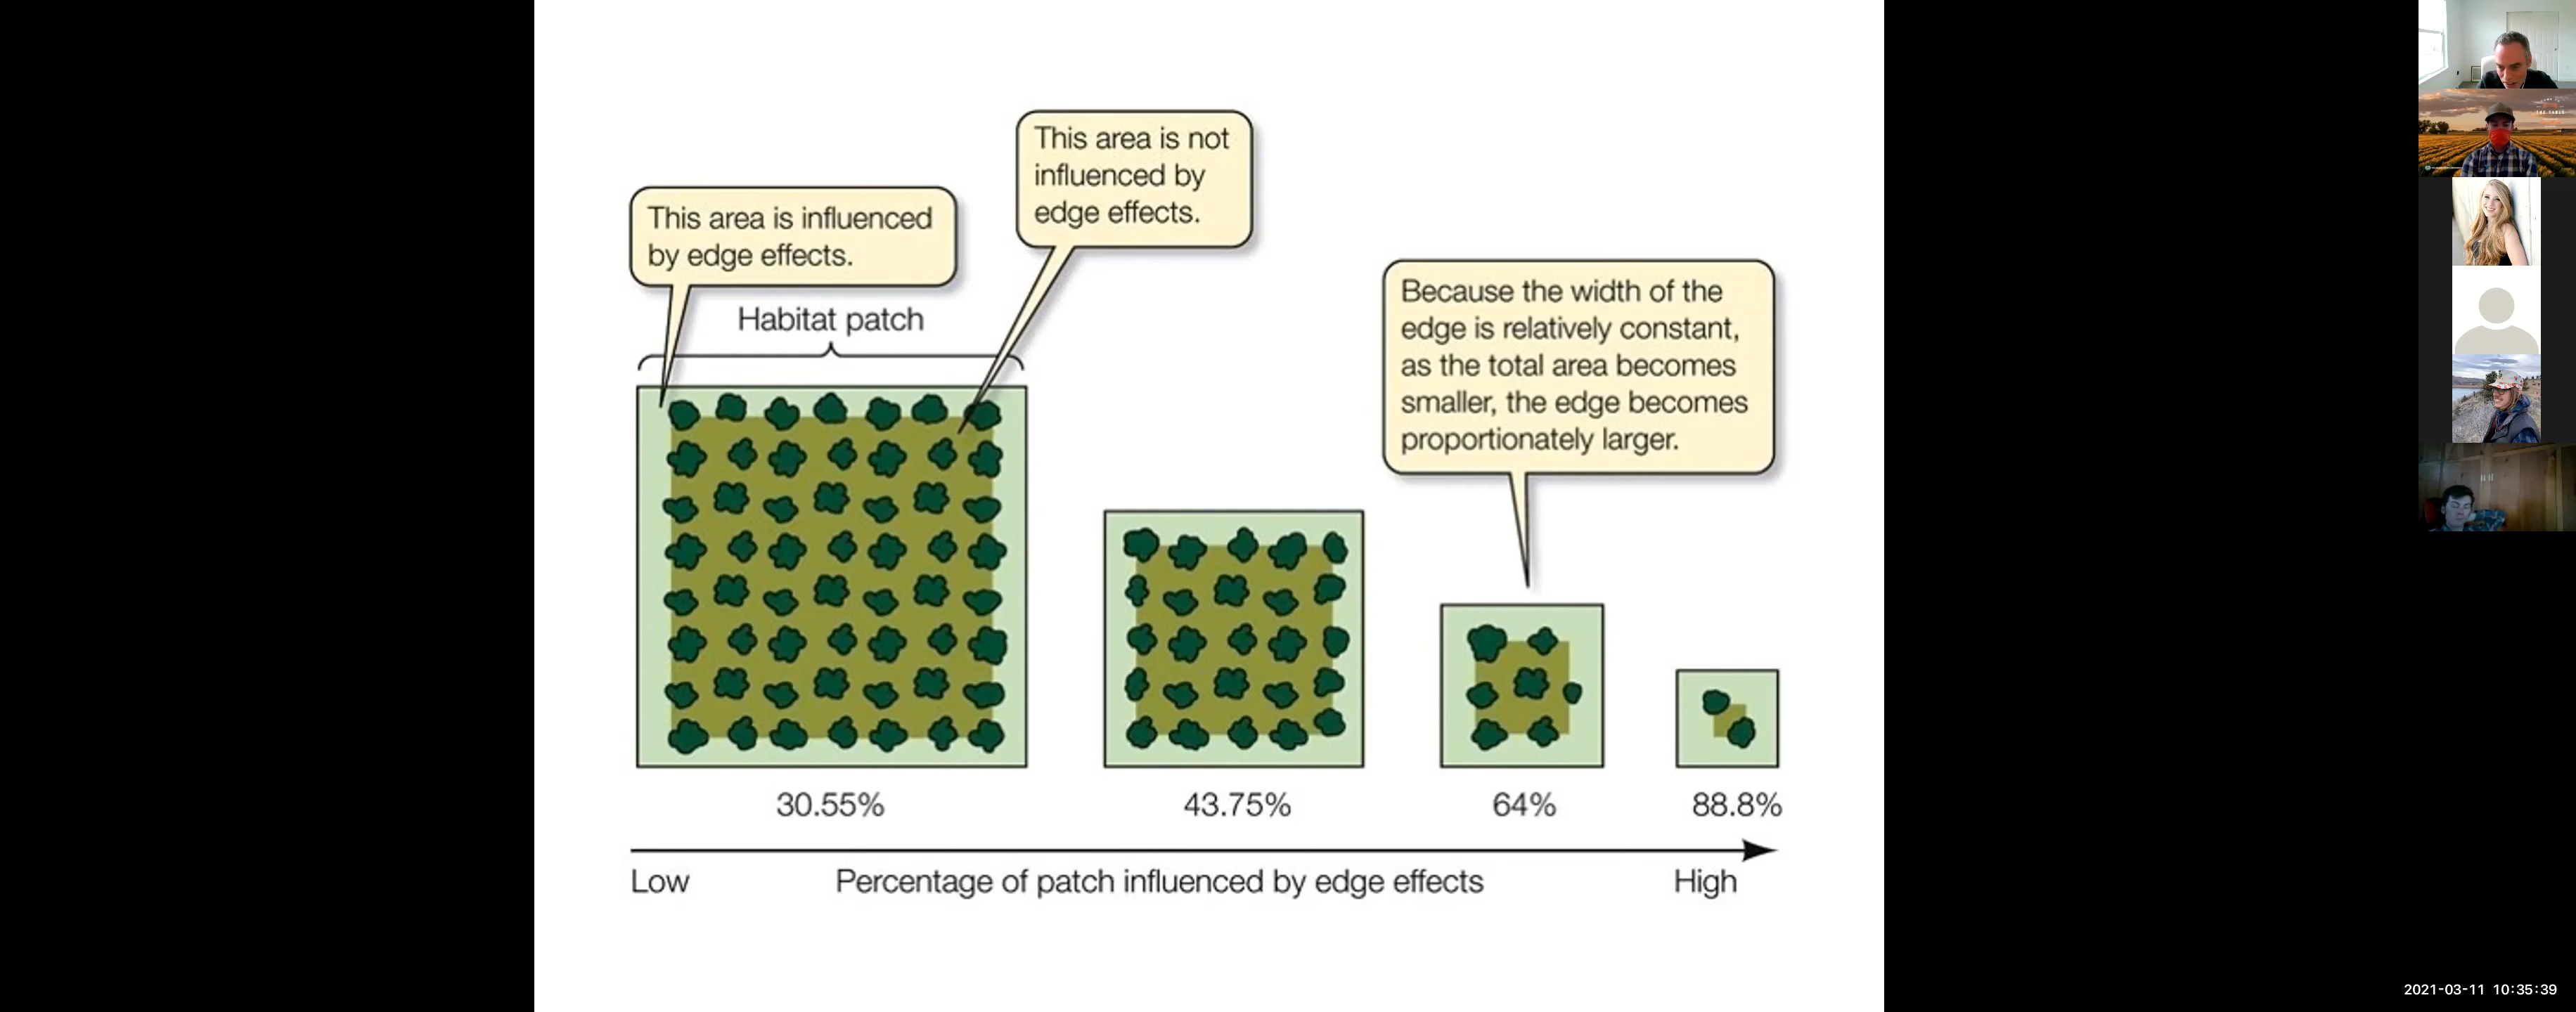 This area is not
influenced by
edge effects.
This area is influenced
by edge effects.
Habitat patch
Because the width of the
edge is relatively constant,
as the total area becomes
smaller, the edge becomes
proportionately larger.
30.55%
43.75%
64%
88.8%
Low
Percentage of patch influenced by edge effects
High
THE TABLE
2021-03-11 10:35:39